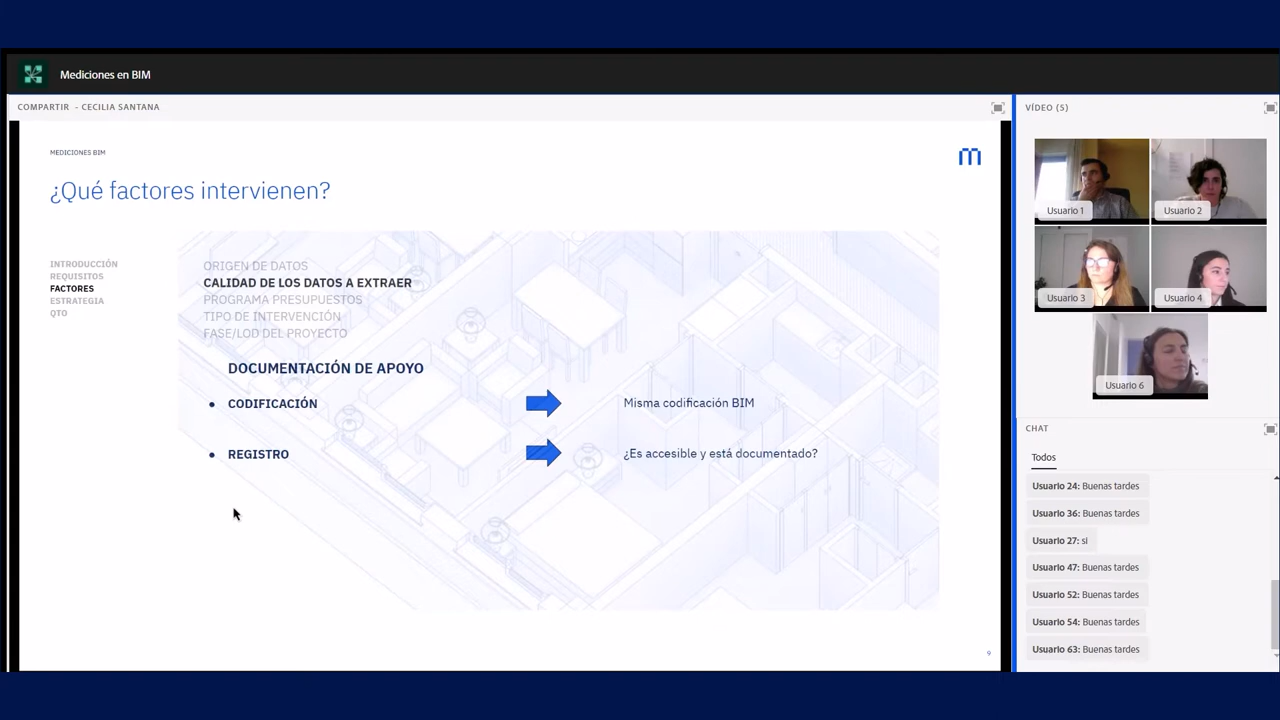 Mediciones en BIM
COMPARTIR - CECILIA SANTANA
MEDICIONES BIM
¿Qué factores intervienen?
INTRODUCCIÓN
REQUISITOS
FACTORES
ESTRATEGIA
QTO
ORIGEN DE DATOS
CALIDAD DE LOS DATOS A EXTRAER
PROGRAMA PRESUPUESTOS
TIPO DE INTERVENCIÓN
FASE/LOD DEL PROYECTO
DOCUMENTACIÓN DE APOYO
• CODIFICACIÓN
Misma codificación BIM
• REGISTRO
¿Es accesible y está documentado?
9
VÍDEO (5)
Usuario 1
Usuario 2
Usuario 3
Usuario 4
Usuario 6
CHAT
Todos
Usuario 24: Buenas tardes
Usuario 36: Buenas tardes
Usuario 27: si
Usuario 47: Buenas tardes
Usuario 52: Buenas tardes
Usuario 54: Buenas tardes
Usuario 63: Buenas tardes